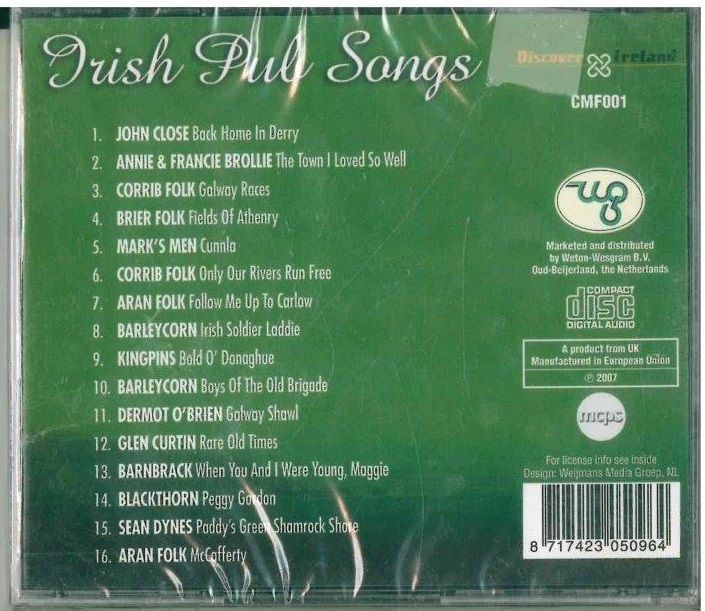 Irish Pub Songs
Discover Ireland
CMF001
1. JOHN CLOSE Back Home In Derry
2. ANNIE & FRANCIE BROLLIE The Town I Loved So Well
3. CORRIB FOLK Galway Races
4. BRIER FOLK Fields Of Athenry
5. MARK'S MEN Cunnla
6. CORRIB FOLK Only Our Rivers Run Free
7. ARAN FOLK Follow Me Up To Carlow
8. BARLEYCORN Irish Soldier Laddie
9. KINGPINS Bold O' Donaghue
10. BARLEYCORN Boys Of The Old Brigade
11. DERMOT O'BRIEN Galway Shawl
12. GLEN CURTIN Rare Old Times
13. BARNBRACK When You And I Were Young, Maggie
14. BLACKTHORN Peggy Gordon
15. SEAN DYNES Paddy's Green Shamrock Shore
16. ARAN FOLK McCafferty
wg
Marketed and distributed
by Weton-Wesgram B.V.
Oud-Beijerland, the Netherlands
COMPACT
disc
DIGITAL AUDIO
A product from UK
Manufactured in European Union
℗ 2007
mcps
For license info see inside
Design: Weijmans Media Groep, NL
8 717423 050964